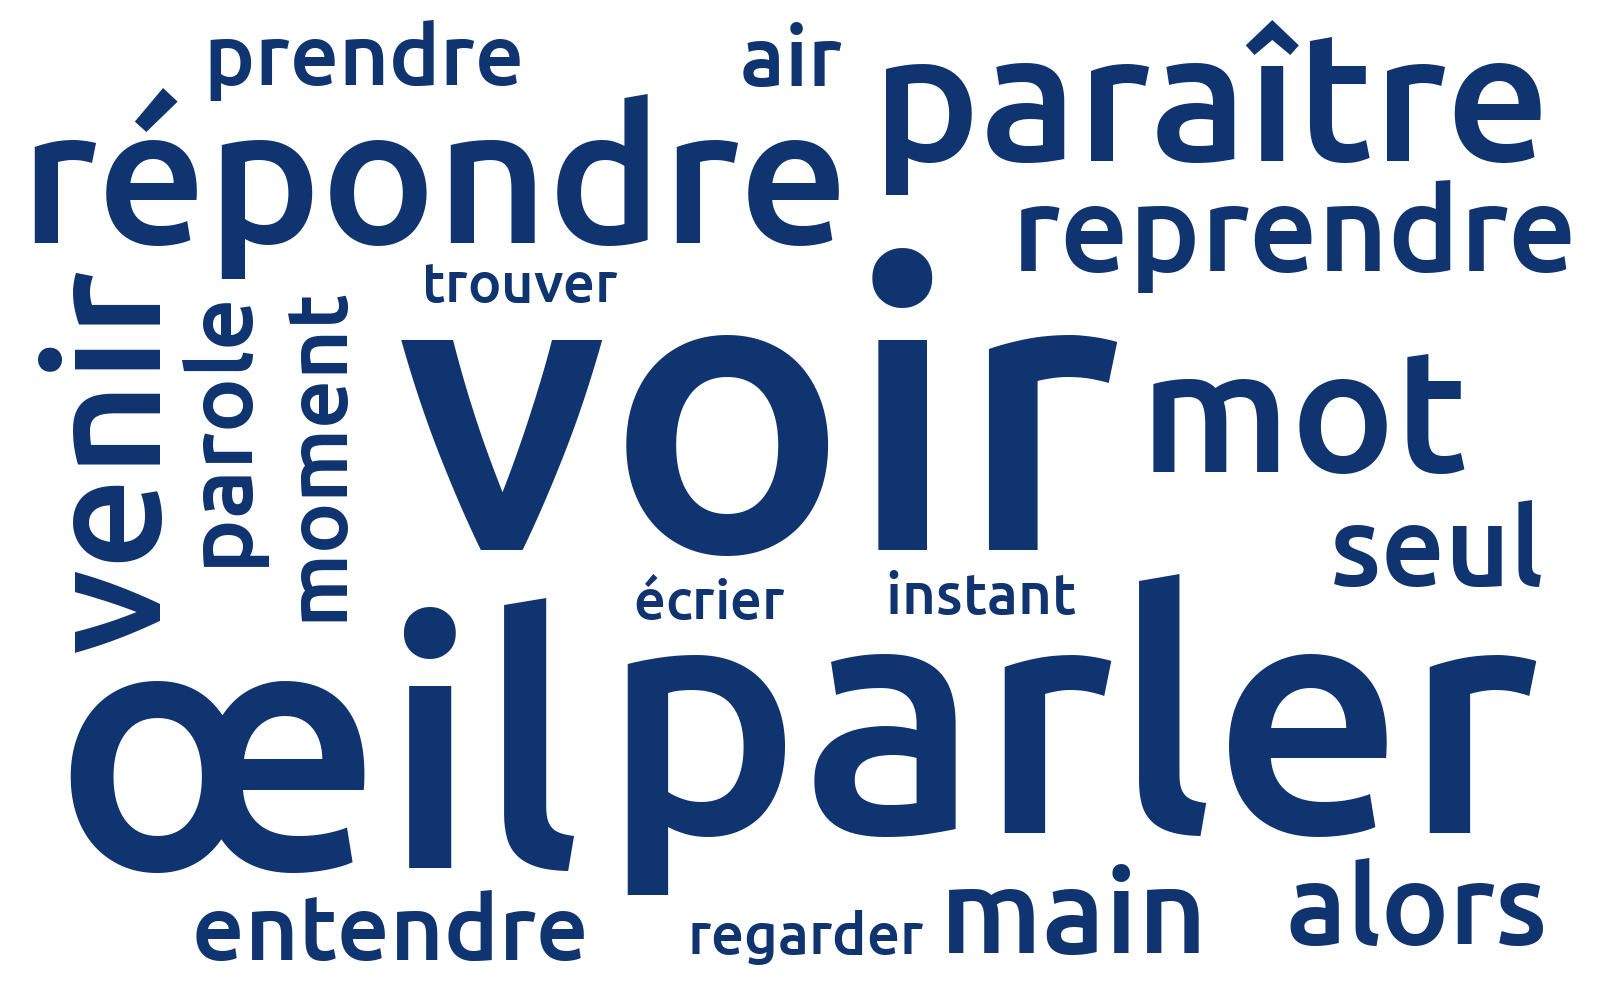 prendre
air
paraître
répondre
reprendre
trouver
venir
parole
moment
voir
mot
seul
écrier
instant
œil
parler
entendre
regarder
main
alors